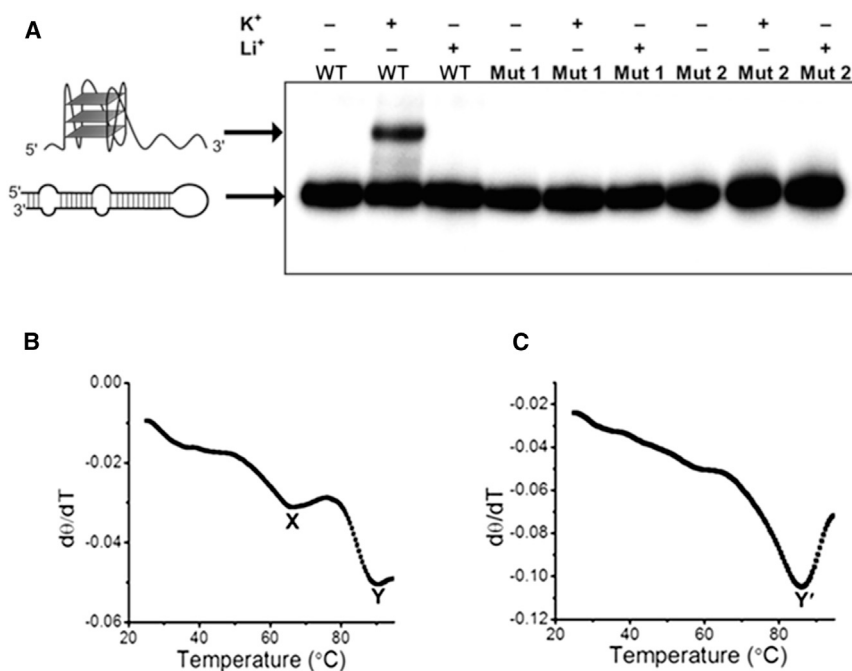 A
K+ – + – – + – – + –
Li+ – – + – – + – – +
WT WT WT Mut 1 Mut 1 Mut 1 Mut 2 Mut 2 Mut 2
5' 3'
5'
3'
B
C
0.00
-0.02
-0.04
-0.06
dθ/dT
X
Y
20 40 60 80
Temperature (°C)
-0.02
-0.04
-0.06
-0.08
-0.10
-0.12
dθ/dT
Y'
20 40 60 80
Temperature (°C)